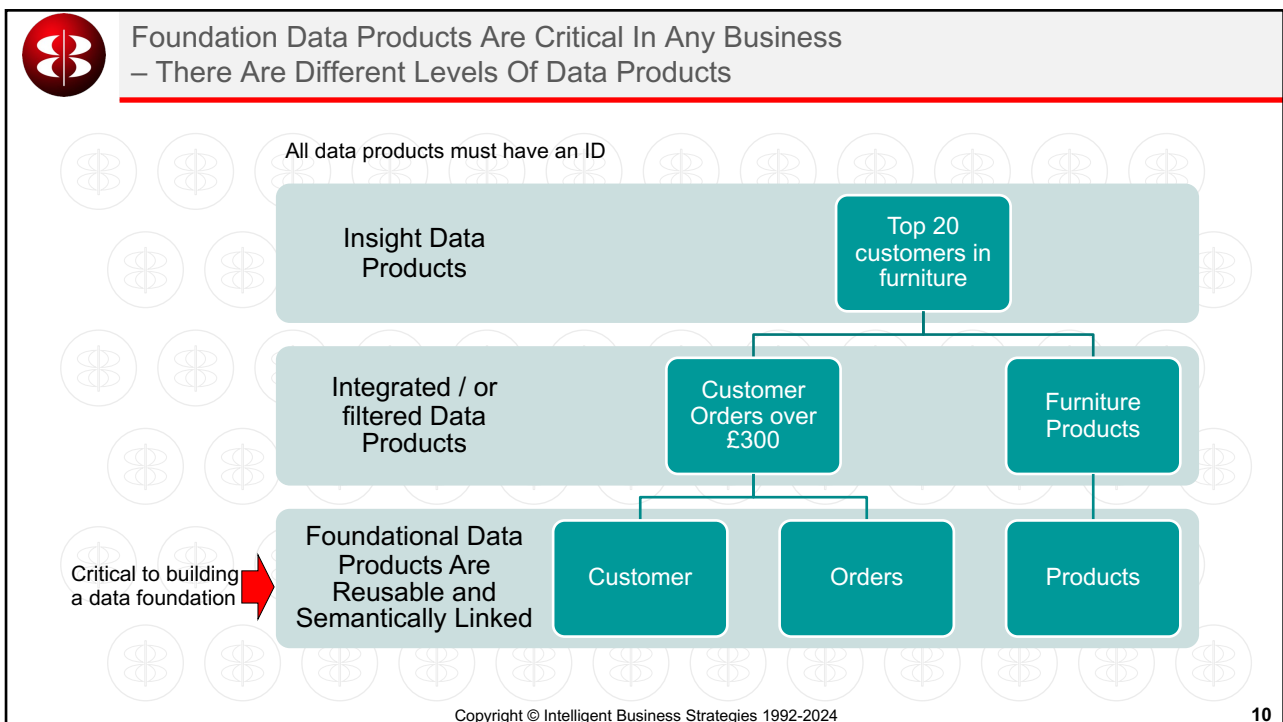 Foundation Data Products Are Critical In Any Business
– There Are Different Levels Of Data Products
All data products must have an ID
Insight Data
Products
Top 20
customers in
furniture
Integrated / or
filtered Data
Products
Customer
Orders over
£300
Furniture
Products
Critical to building
a data foundation
Foundational Data
Products Are
Reusable and
Semantically Linked
Customer
Orders
Products
Copyright © Intelligent Business Strategies 1992-2024
10